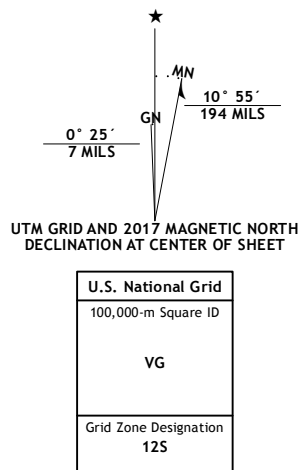 MN
GN
10° 55´
194 MILS
0° 25´
7 MILS
UTM GRID AND 2017 MAGNETIC NORTH
DECLINATION AT CENTER OF SHEET
U.S. National Grid
100,000-m Square ID
VG
Grid Zone Designation
12S